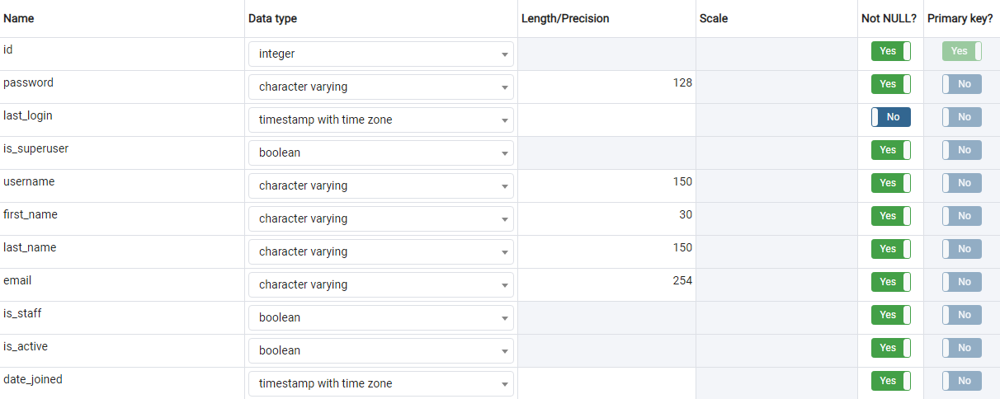 Name Data type Length/Precision Scale Not NULL? Primary key?
id integer Yes Yes
password character varying 128 Yes No
last_login timestamp with time zone No No
is_superuser boolean Yes No
username character varying 150 Yes No
first_name character varying 30 Yes No
last_name character varying 150 Yes No
email character varying 254 Yes No
is_staff boolean Yes No
is_active boolean Yes No
date_joined timestamp with time zone Yes No